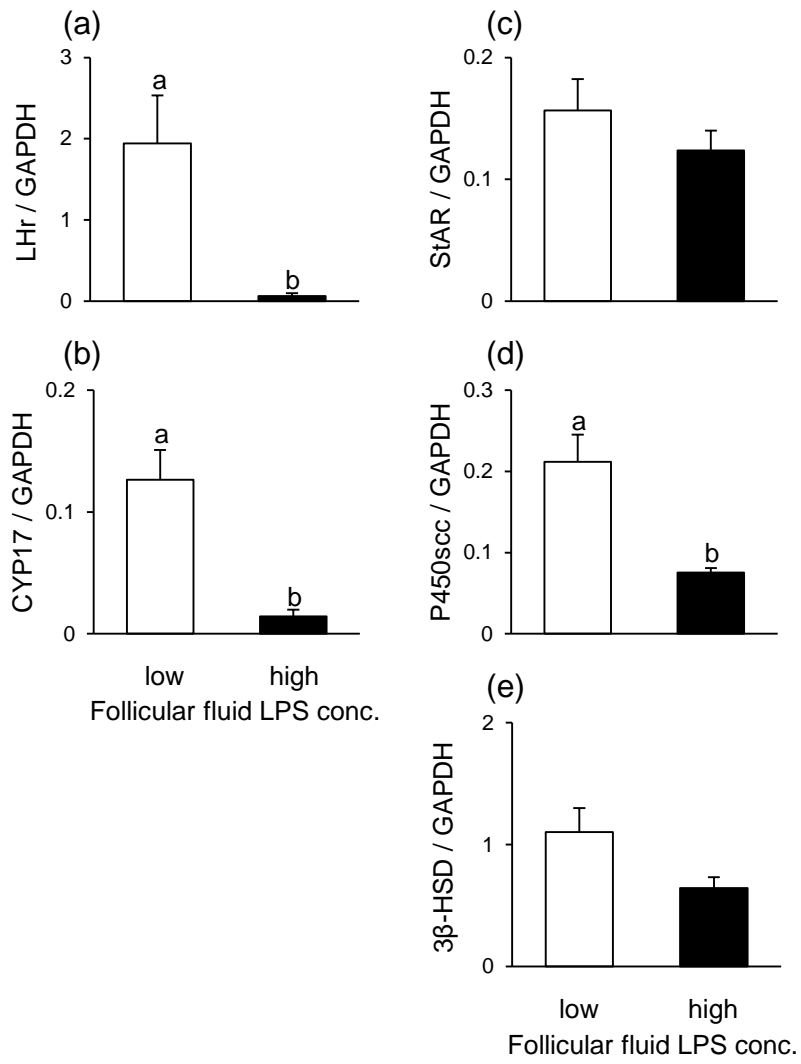 (a)
LHr / GAPDH
3
2
1
0
a
b
(b)
CYP17 / GAPDH
0.2
0.1
0
a
b
low high
Follicular fluid LPS conc.
(c)
StAR / GAPDH
0.2
0.1
0
(d)
P450scc / GAPDH
0.3
0.2
0.1
0
a
b
(e)
3β-HSD / GAPDH
2
1
0
low high
Follicular fluid LPS conc.